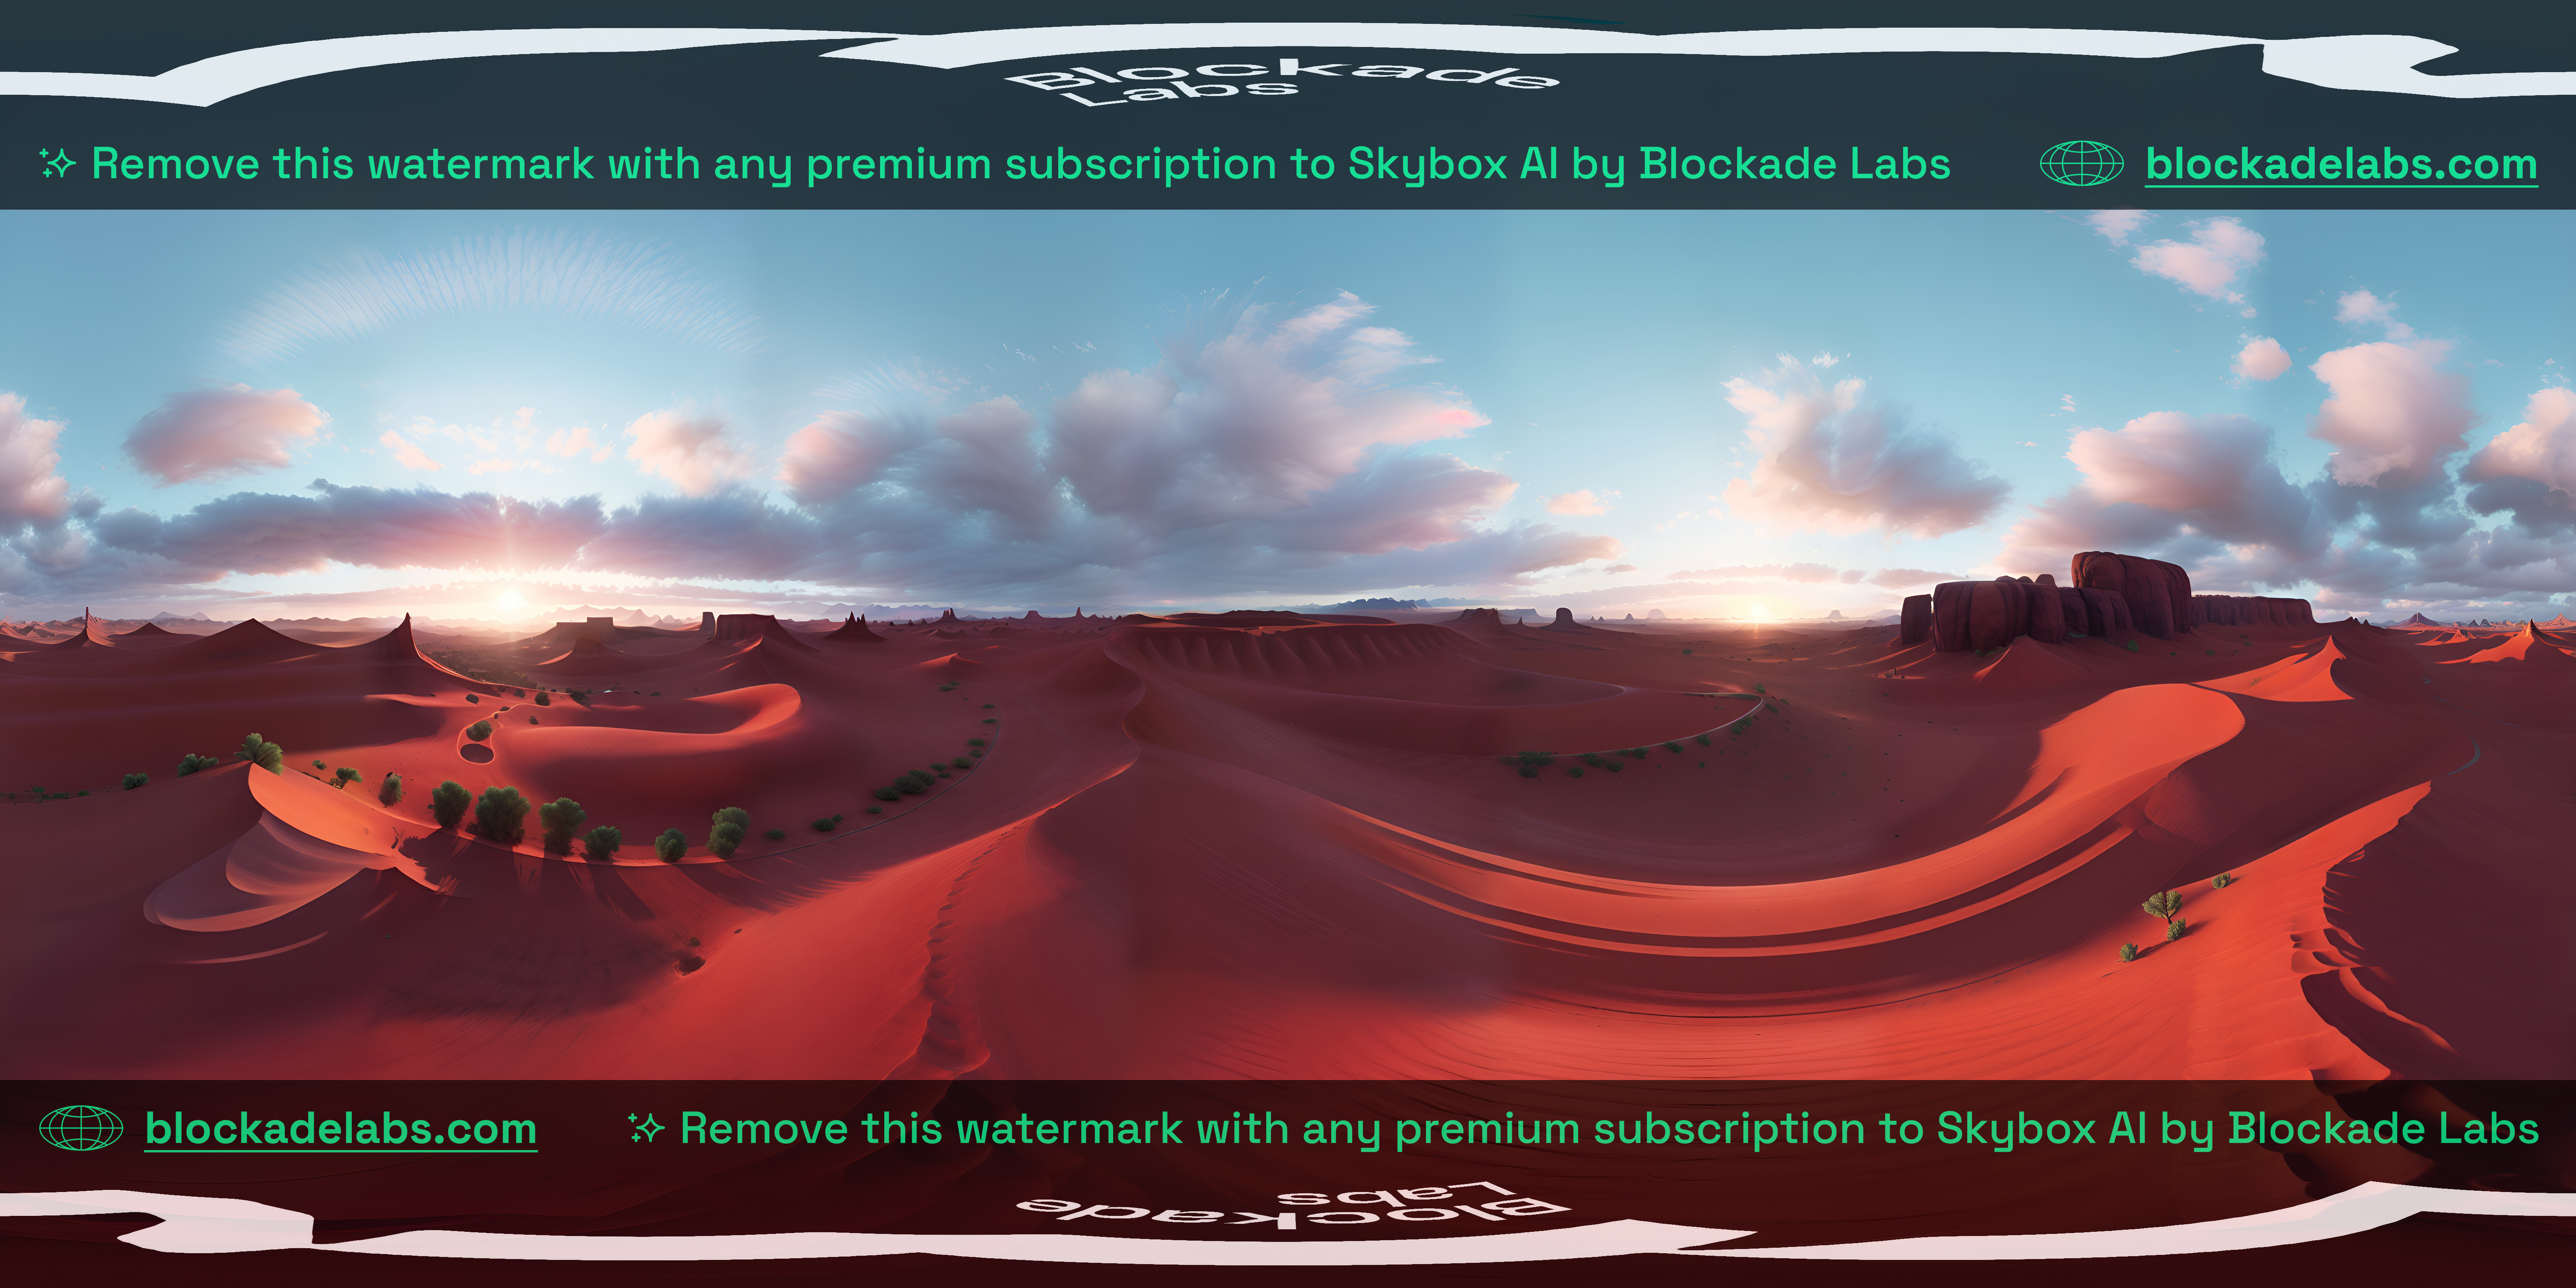 Blockade
Labs
Remove this watermark with any premium subscription to Skybox AI by Blockade Labs
blockadelabs.com
blockadelabs.com
Remove this watermark with any premium subscription to Skybox AI by Blockade Labs
Labs
Blockade